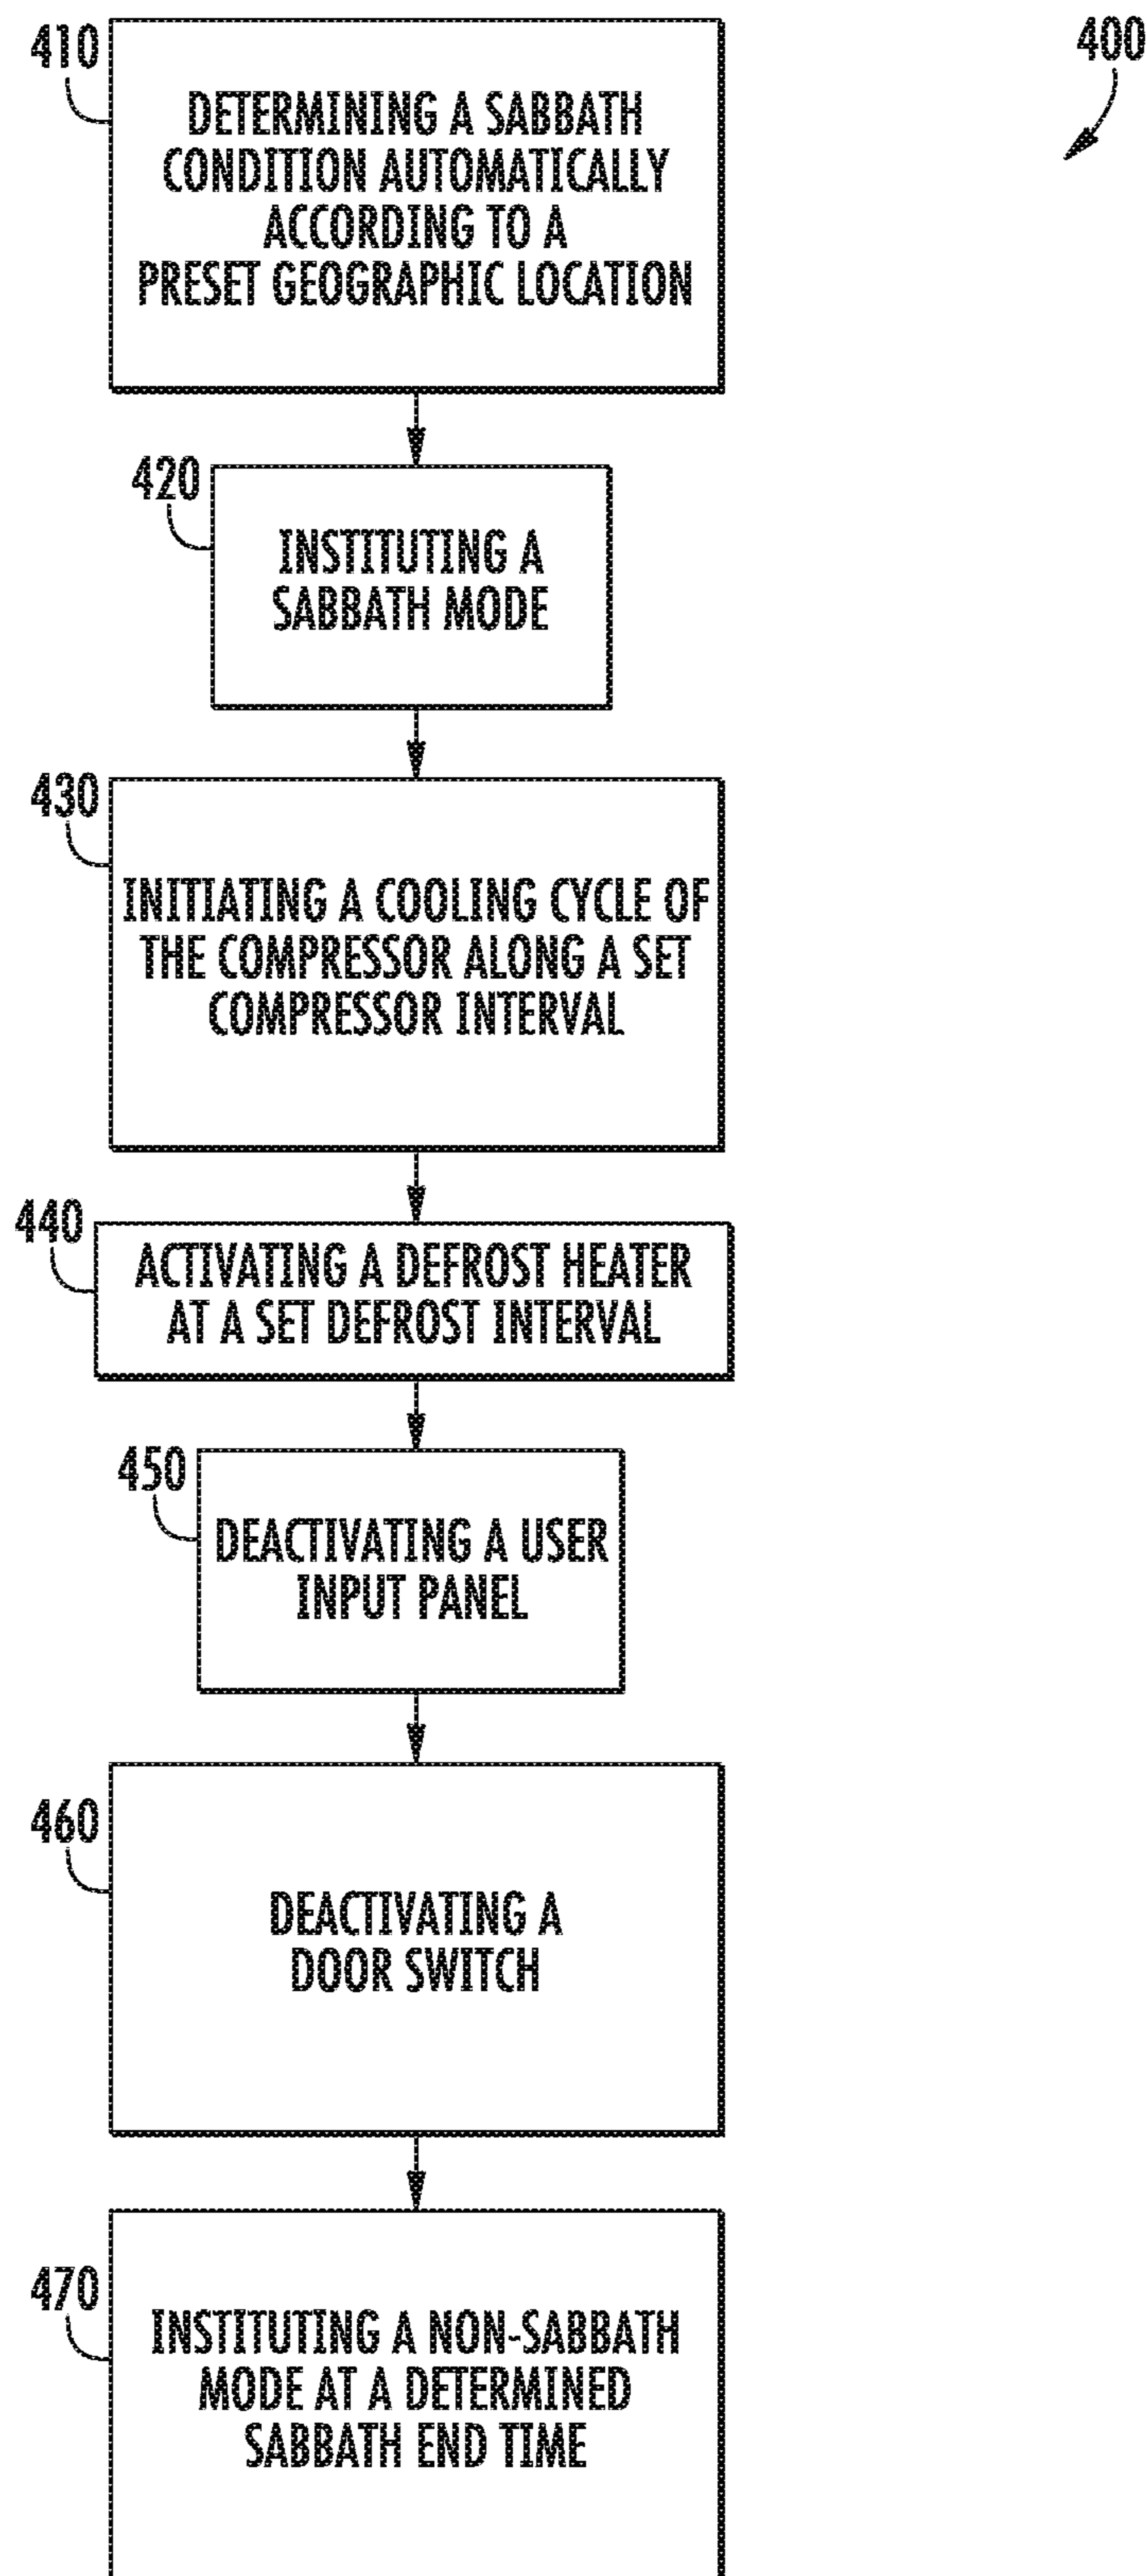 400
410
DETERMINING A SABBATH
CONDITION AUTOMATICALLY
ACCORDING TO A
PRESET GEOGRAPHIC LOCATION
420
INSTITUTING A
SABBATH MODE
430
INITIATING A COOLING CYCLE OF
THE COMPRESSOR ALONG A SET
COMPRESSOR INTERVAL
440
ACTIVATING A DEFROST HEATER
AT A SET DEFROST INTERVAL
450
DEACTIVATING A USER
INPUT PANEL
460
DEACTIVATING A
DOOR SWITCH
470
INSTITUTING A NON-SABBATH
MODE AT A DETERMINED
SABBATH END TIME